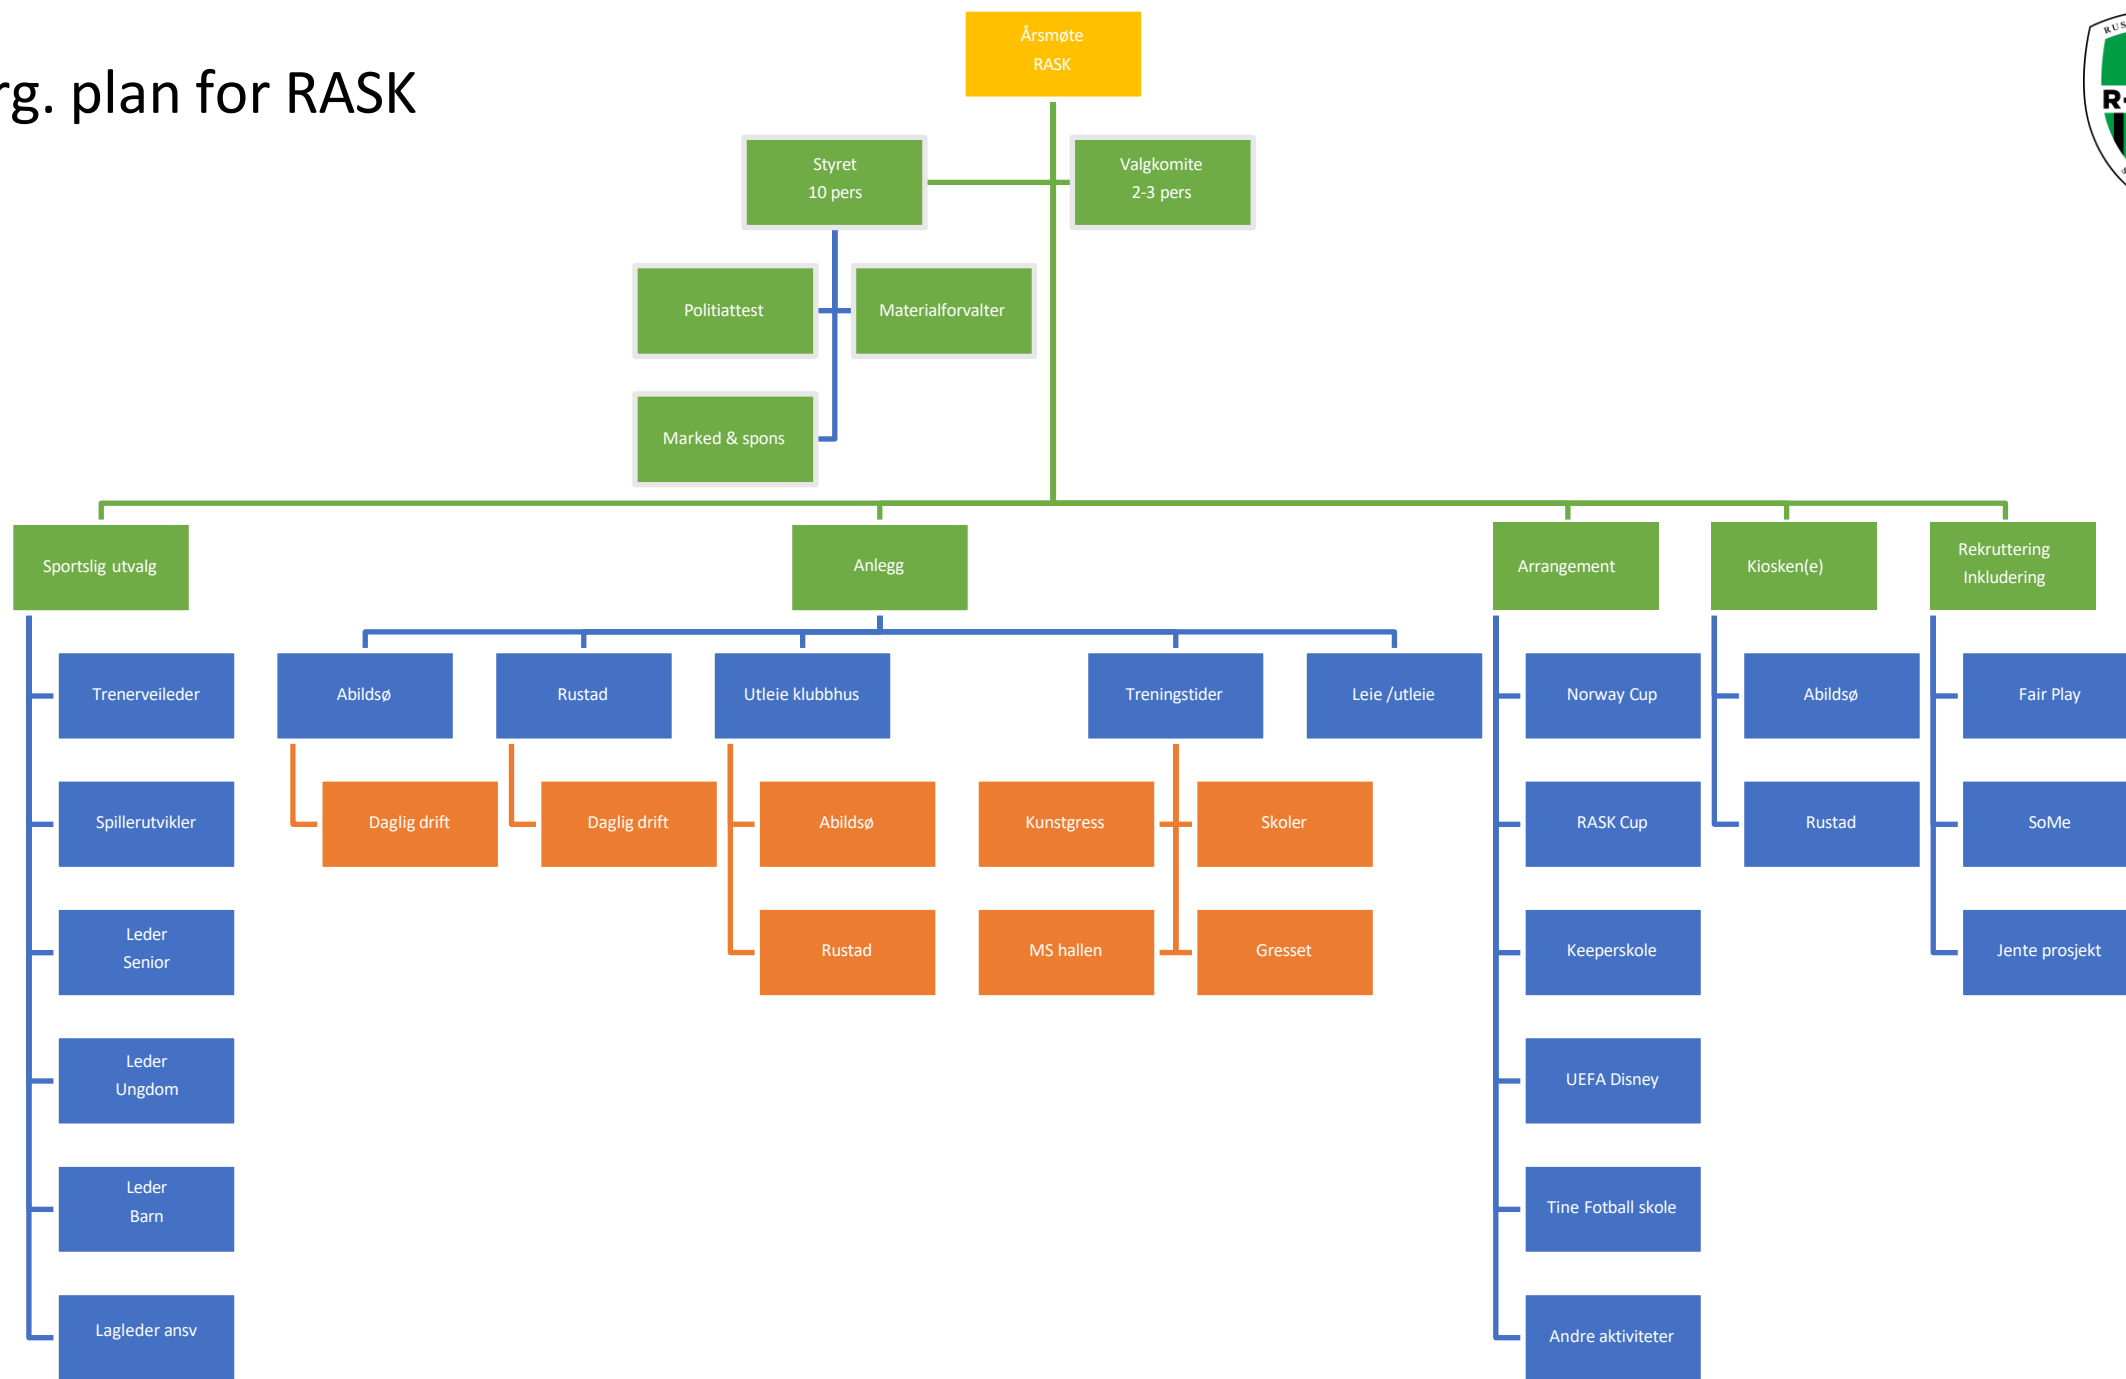 rg. plan for RASK
Årsmøte
RASK
Styret
10 pers
Valgkomite
2-3 pers
Politiattest
Materialforvalter
Marked & spons
Sportslig utvalg
Anlegg
Arrangement
Kiosken(e)
Rekruttering
Inkludering
Trenerveileder
Abildsø
Rustad
Utleie klubbhus
Treningstider
Leie /utleie
Norway Cup
Abildsø
Fair Play
Spillerutvikler
Daglig drift
Daglig drift
Abildsø
Kunstgress
Skoler
RASK Cup
Rustad
SoMe
Leder
Senior
Rustad
MS hallen
Gresset
Keeperskole
Jente prosjekt
Leder
Ungdom
UEFA Disney
Leder
Barn
Tine Fotball skole
Lagleder ansv
Andre aktiviteter